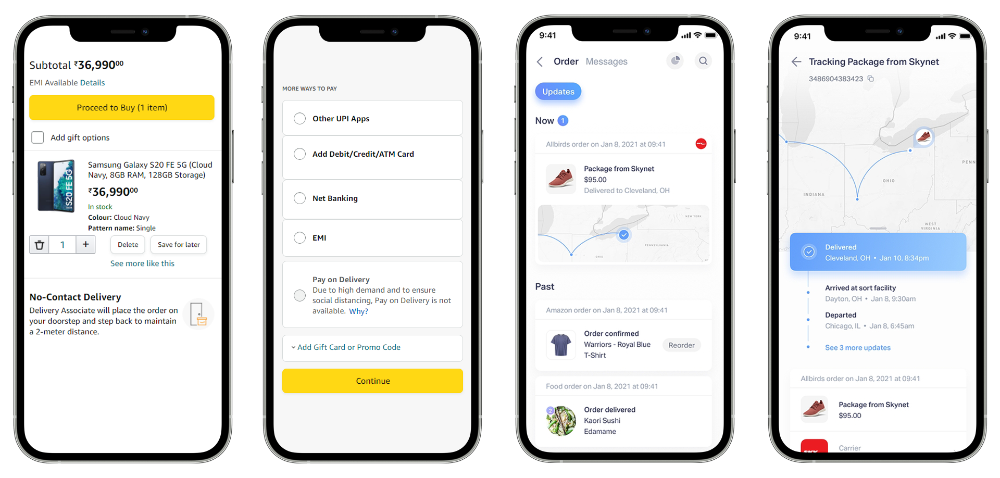 Subtotal ₹36,990⁰⁰
EMI Available Details
Proceed to Buy (1 item)
Add gift options
S20 FE 5G
Samsung Galaxy S20 FE 5G (Cloud
Navy, 8GB RAM, 128GB Storage)
₹36,990⁰⁰
In stock
Colour: Cloud Navy
Pattern name: Single
1 +
Delete
Save for later
See more like this
No-Contact Delivery
Delivery Associate will place the order on
your doorstep and step back to maintain
a 2-meter distance.
MORE WAYS TO PAY
Other UPI Apps
Add Debit/Credit/ATM Card
Net Banking
EMI
Pay on Delivery
Due to high demand and to ensure
social distancing, Pay on Delivery is not
available. Why?
Add Gift Card or Promo Code
Continue
9:41
Order Messages
Updates
Now 1
Allbirds order on Jan 8, 2021 at 09:41
Package from Skynet
$95.00
Delivered to Cleveland, OH
NEW YORK
PENNSYLVANIA
OHIO
Past
Amazon order on Jan 8, 2021 at 09:41
Order confirmed
Warriors - Royal Blue
T-Shirt
Reorder
Food order on Jan 8, 2021 at 09:41
2
Order delivered
Kaori Sushi
Edamame
9:41
Tracking Package from Skynet
3486904383423
PENN
OHIO
INDIANA
WEST
VIRGINIA
Delivered
Cleveland, OH • Jan 10, 8:34pm
Arrived at sort facility
Dayton, OH • Jan 8, 9:30am
Departed
Chicago, IL • Jan 8, 6:45am
See 3 more updates
Allbirds order on Jan 8, 2021 at 09:41
Package from Skynet
$95.00
Carrier